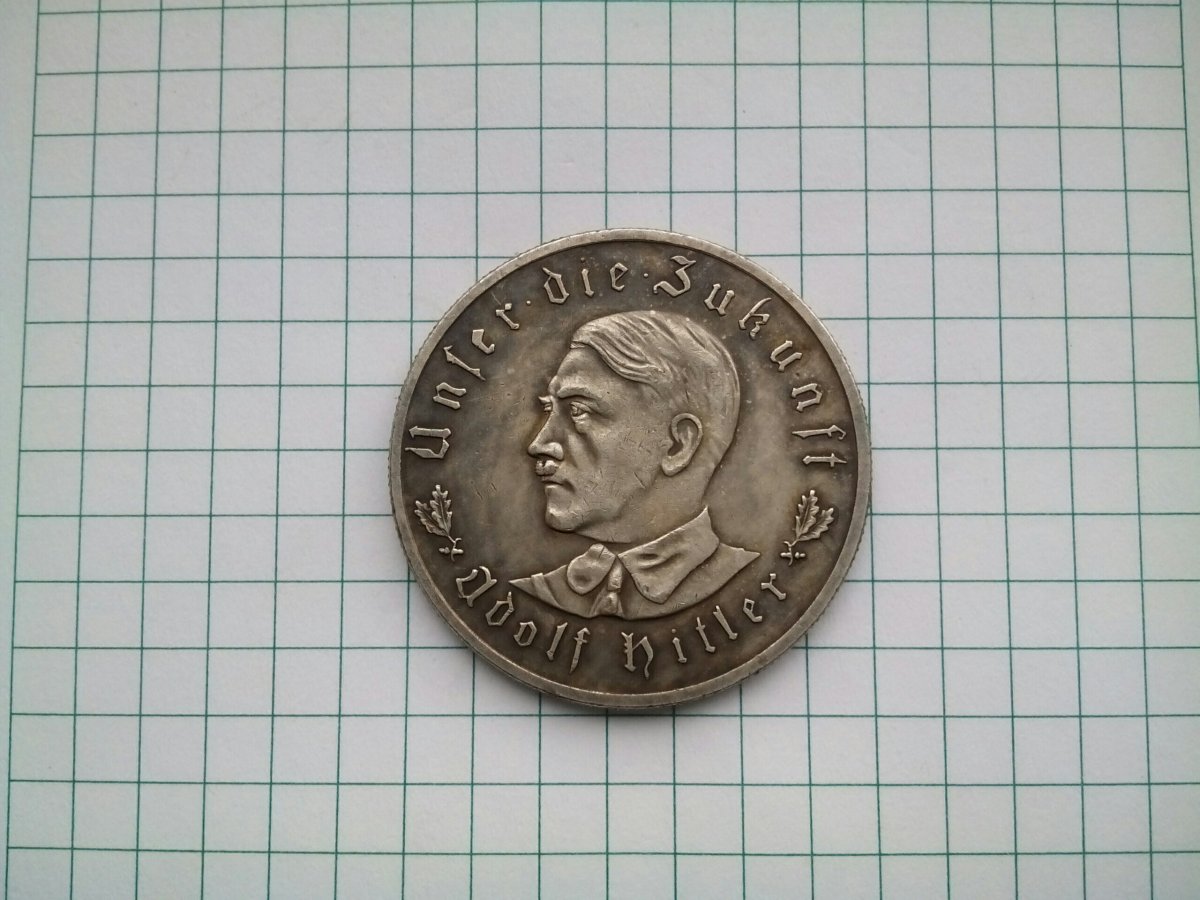 Unser · die · Zukunft
Adolf Hitler